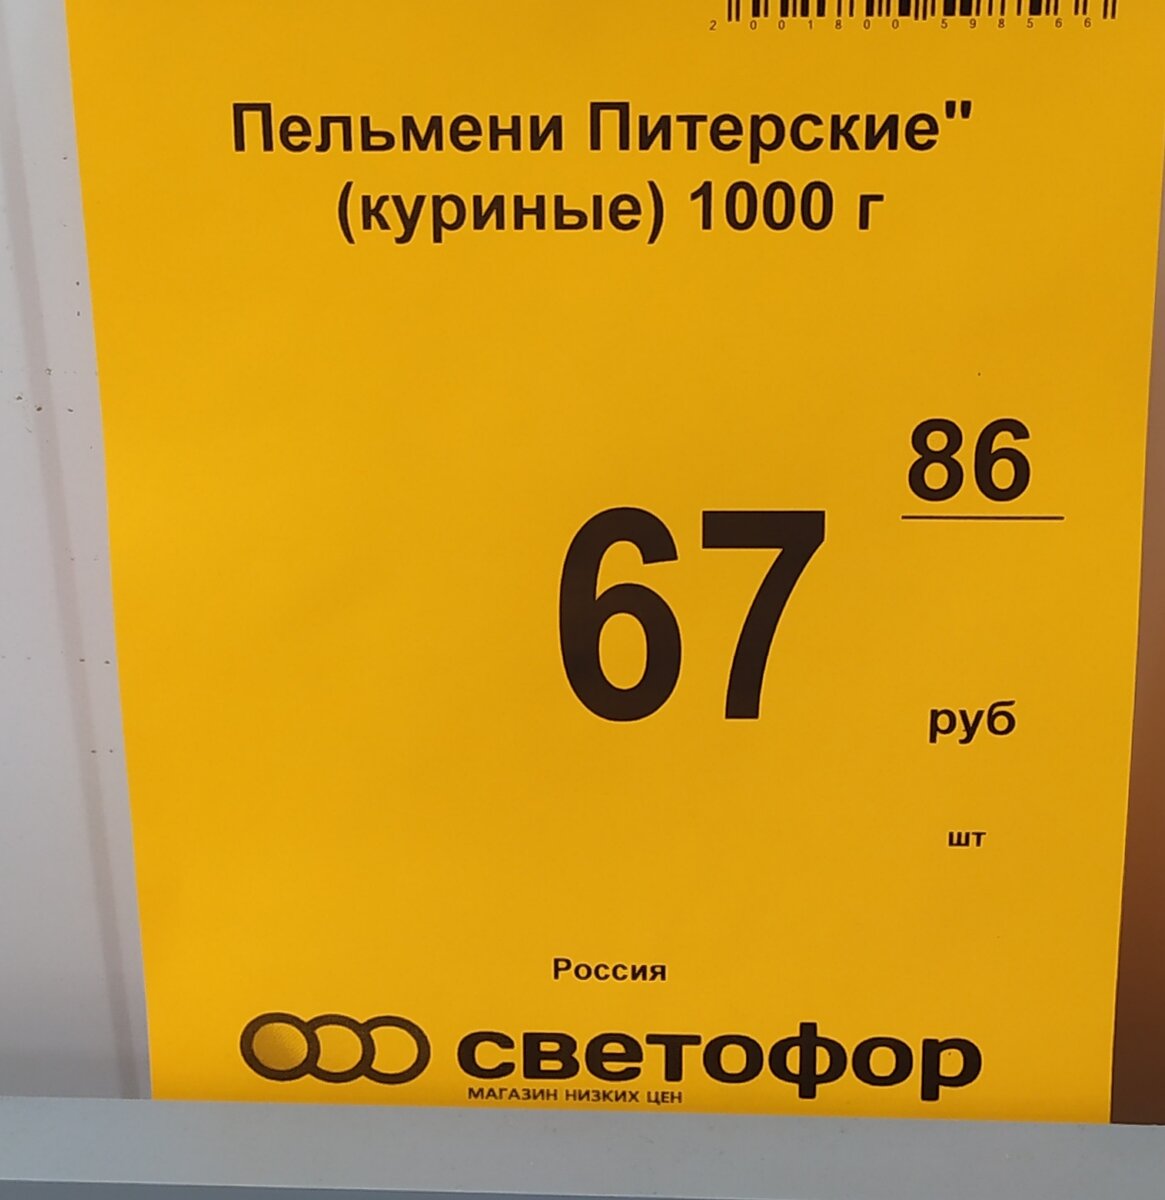 2001800598566
Пельмени Питерские"
(куриные) 1000 г
86
67
руб
шт
Россия
светофор
МАГАЗИН НИЗКИХ ЦЕН